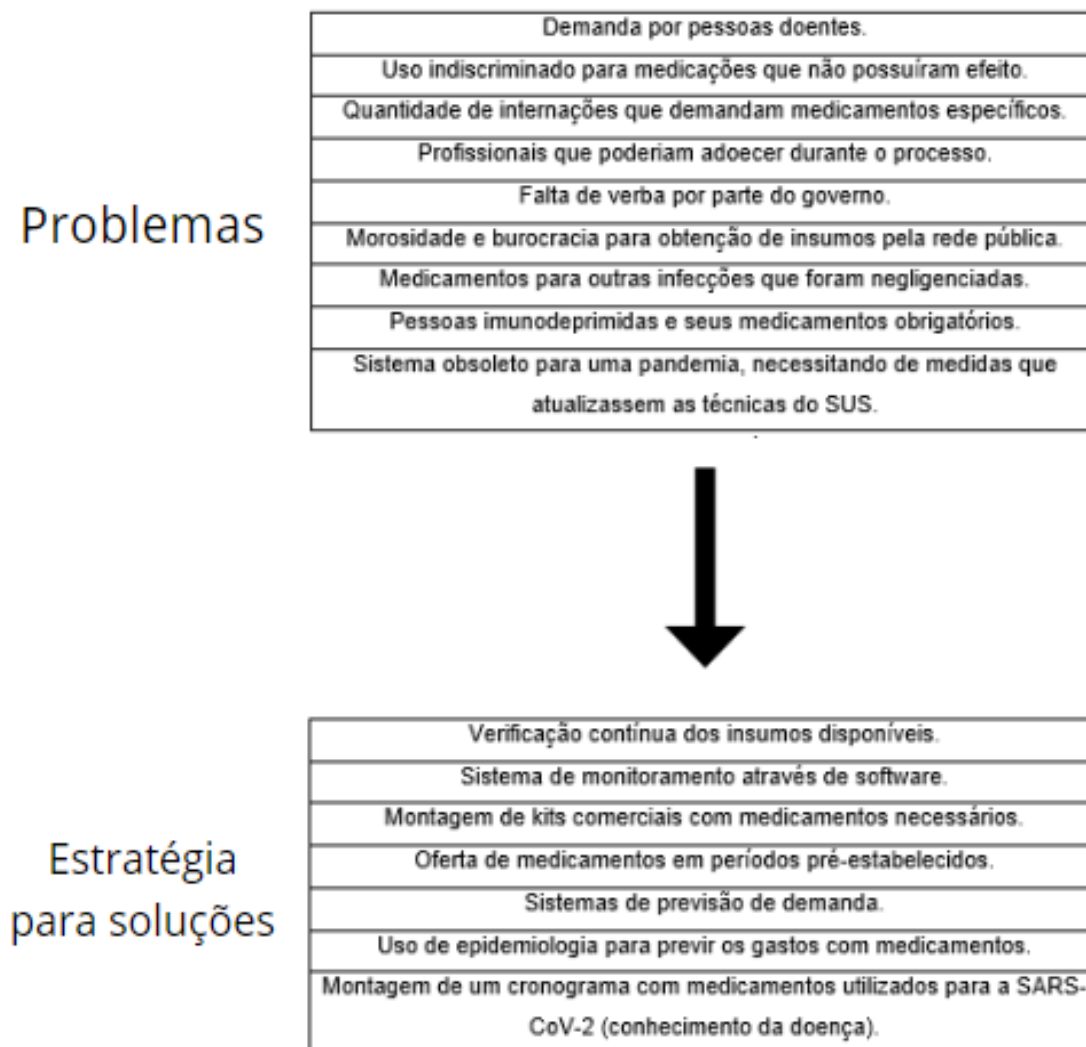 Problemas
Demanda por pessoas doentes.
Uso indiscriminado para medicações que não possuíram efeito.
Quantidade de internações que demandam medicamentos específicos.
Profissionais que poderiam adoecer durante o processo.
Falta de verba por parte do governo.
Morosidade e burocracia para obtenção de insumos pela rede pública.
Medicamentos para outras infecções que foram negligenciadas.
Pessoas imunodeprimidas e seus medicamentos obrigatórios.
Sistema obsoleto para uma pandemia, necessitando de medidas que
atualizassem as técnicas do SUS.
Estratégia
para soluções
Verificação contínua dos insumos disponíveis.
Sistema de monitoramento através de software.
Montagem de kits comerciais com medicamentos necessários.
Oferta de medicamentos em períodos pré-estabelecidos.
Sistemas de previsão de demanda.
Uso de epidemiologia para previr os gastos com medicamentos.
Montagem de um cronograma com medicamentos utilizados para a SARS-
CoV-2 (conhecimento da doença).